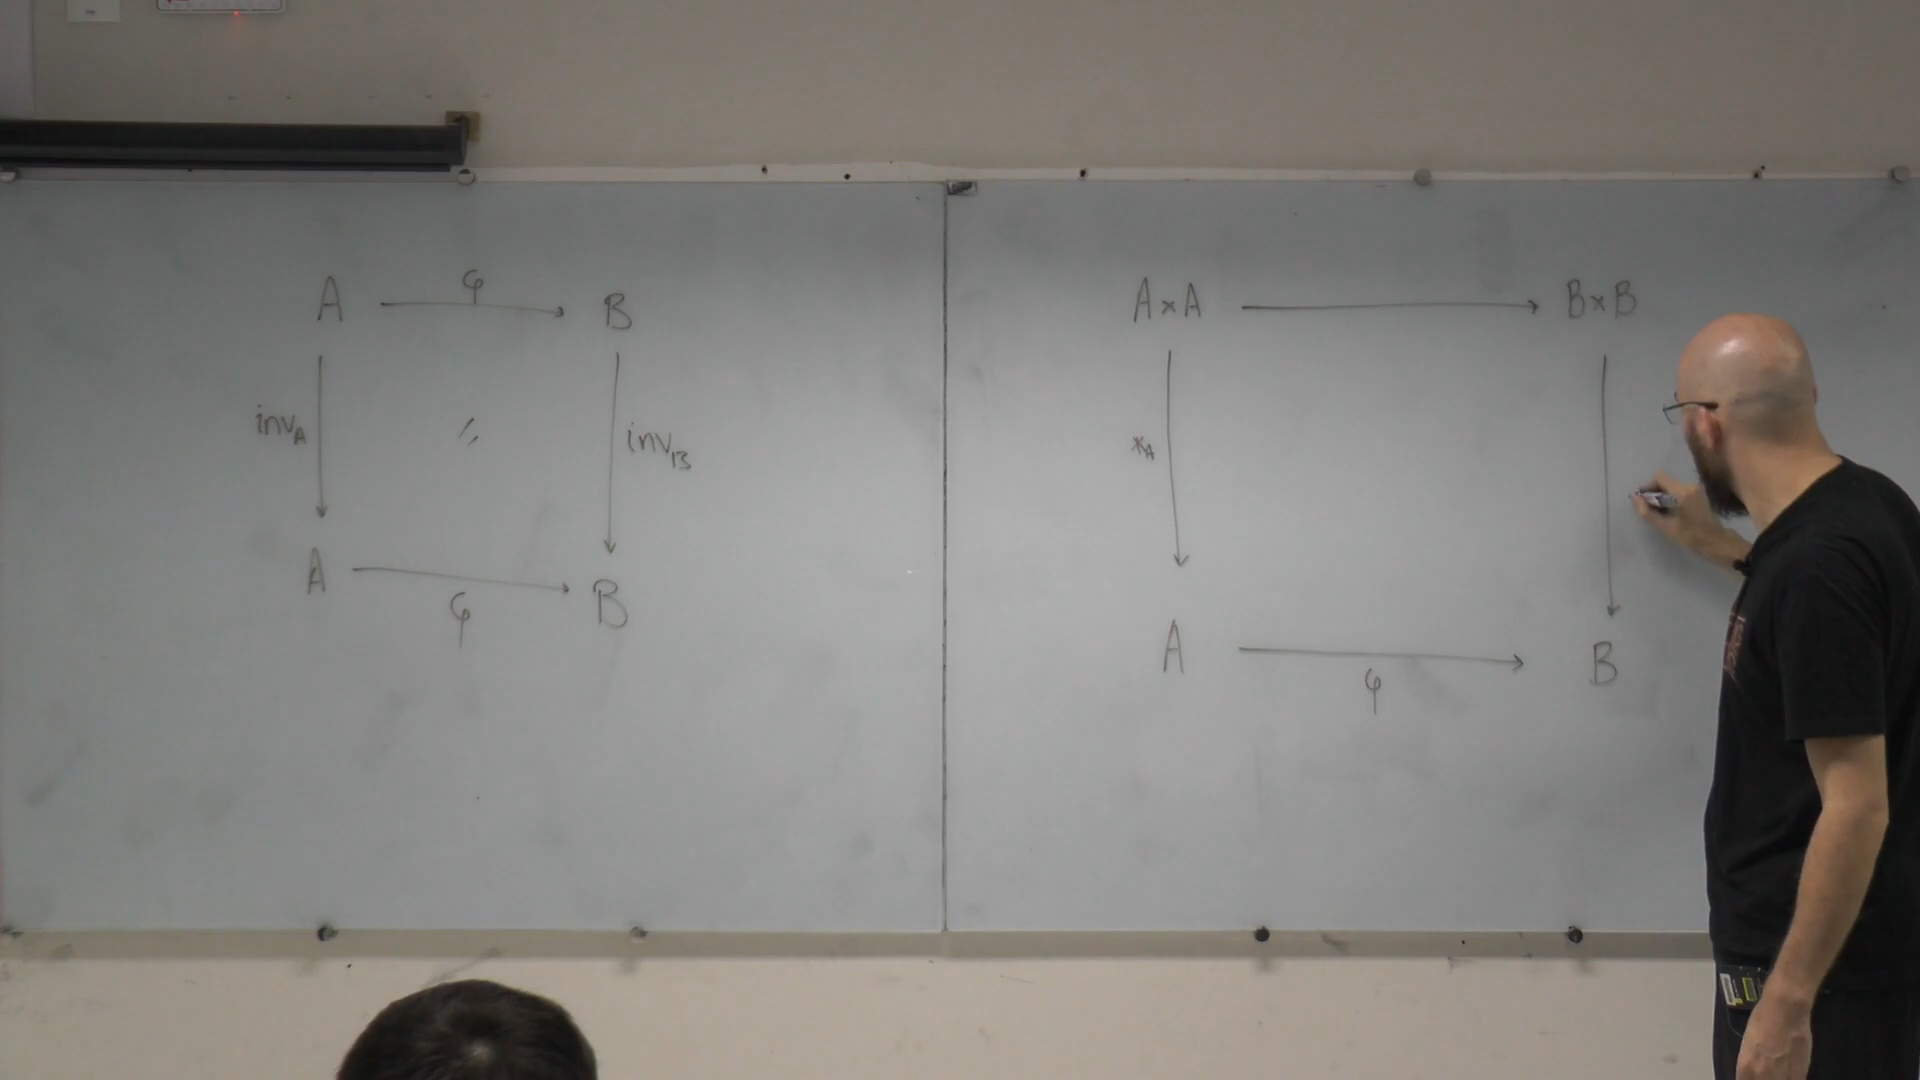 A φ B
inv_A inv_B
A φ B
A×A B×B
*_A
A φ B